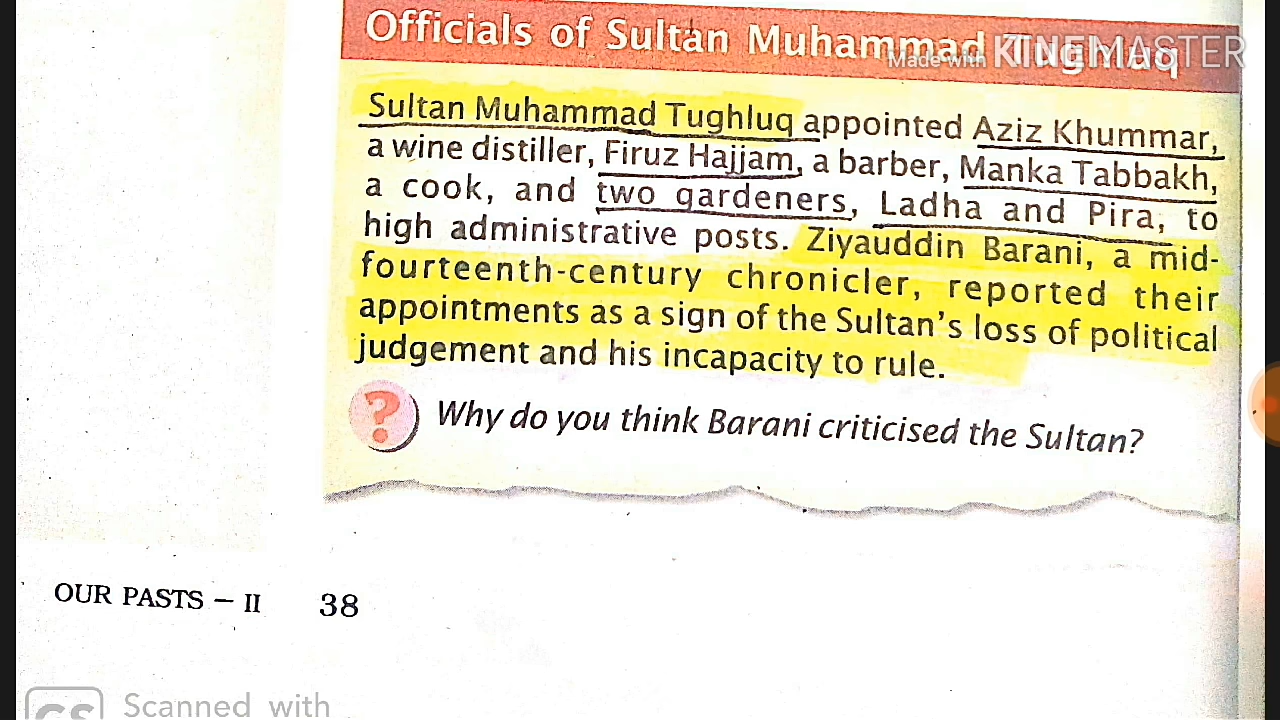 Officials of Sultan Muhammad Tughluq
Made with KINEMASTER
Sultan Muhammad Tughluq appointed Aziz Khummar,
a wine distiller, Firuz Hajjam, a barber, Manka Tabbakh,
a cook, and two gardeners, Ladha and Pira, to
high administrative posts. Ziyauddin Barani, a mid-
fourteenth-century chronicler, reported their
appointments as a sign of the Sultan's loss of political
judgement and his incapacity to rule.
? Why do you think Barani criticised the Sultan?
OUR PASTS – II 38
CS Scanned with